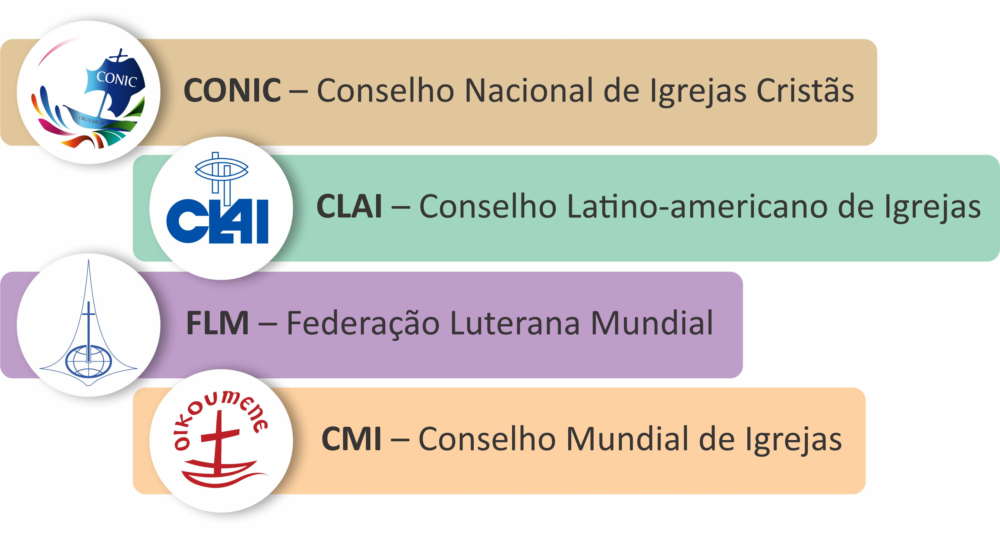 CONIC
OIKOUMENE
CONIC – Conselho Nacional de Igrejas Cristãs
CLAI
CLAI – Conselho Latino-americano de Igrejas
FLM – Federação Luterana Mundial
OIKOUMENE
CMI – Conselho Mundial de Igrejas